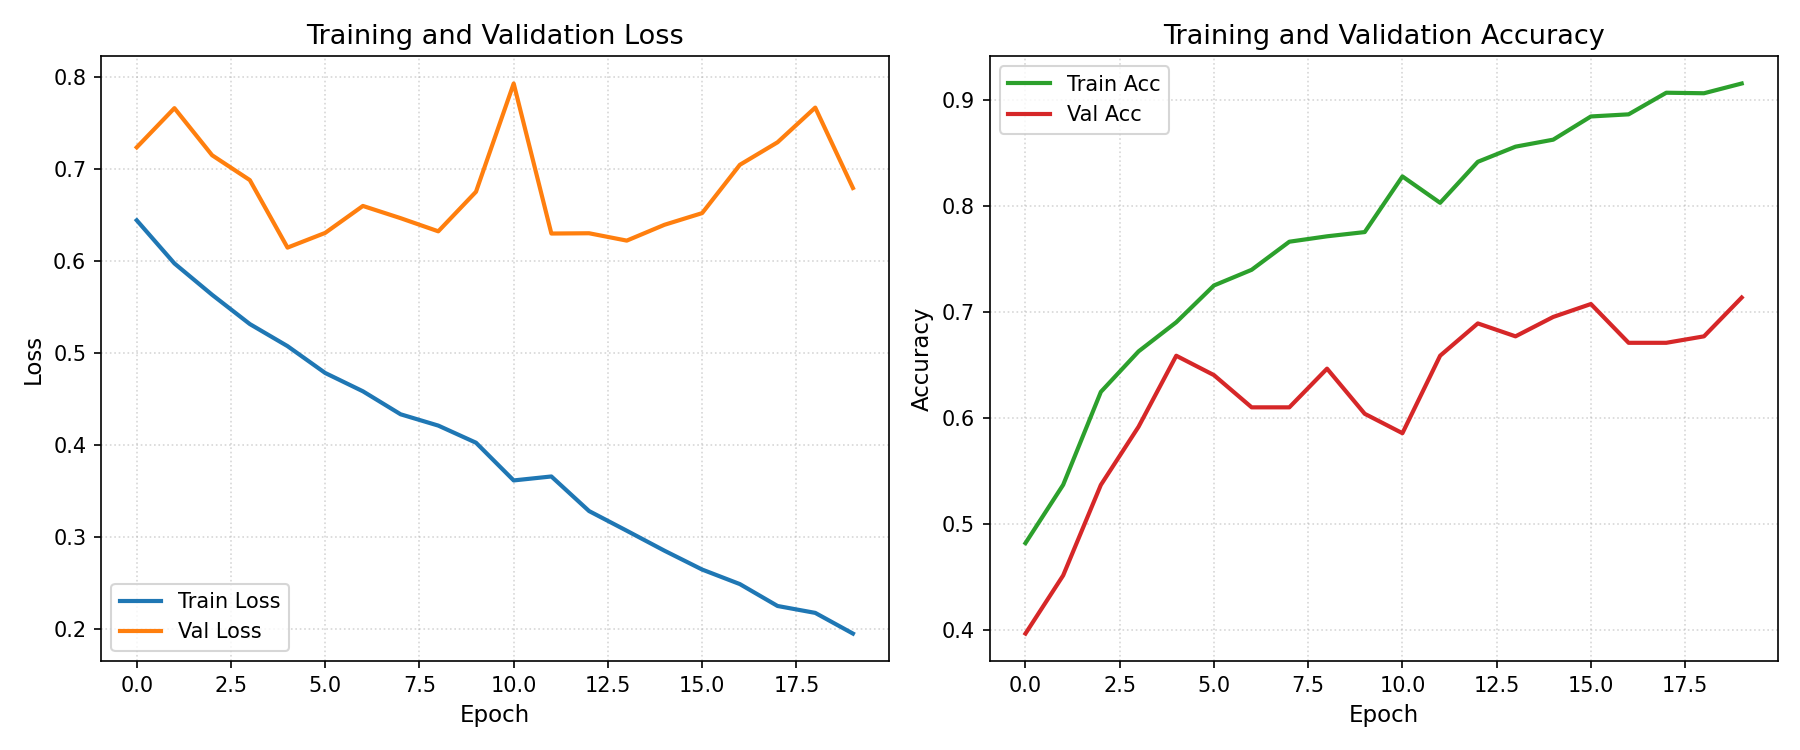 Training and Validation Loss
0.8
0.7
0.6
0.5
0.4
0.3
0.2
Loss
Train Loss
Val Loss
0.0 2.5 5.0 7.5 10.0 12.5 15.0 17.5
Epoch
Training and Validation Accuracy
Train Acc
Val Acc
0.9
0.8
0.7
0.6
0.5
0.4
Accuracy
0.0 2.5 5.0 7.5 10.0 12.5 15.0 17.5
Epoch